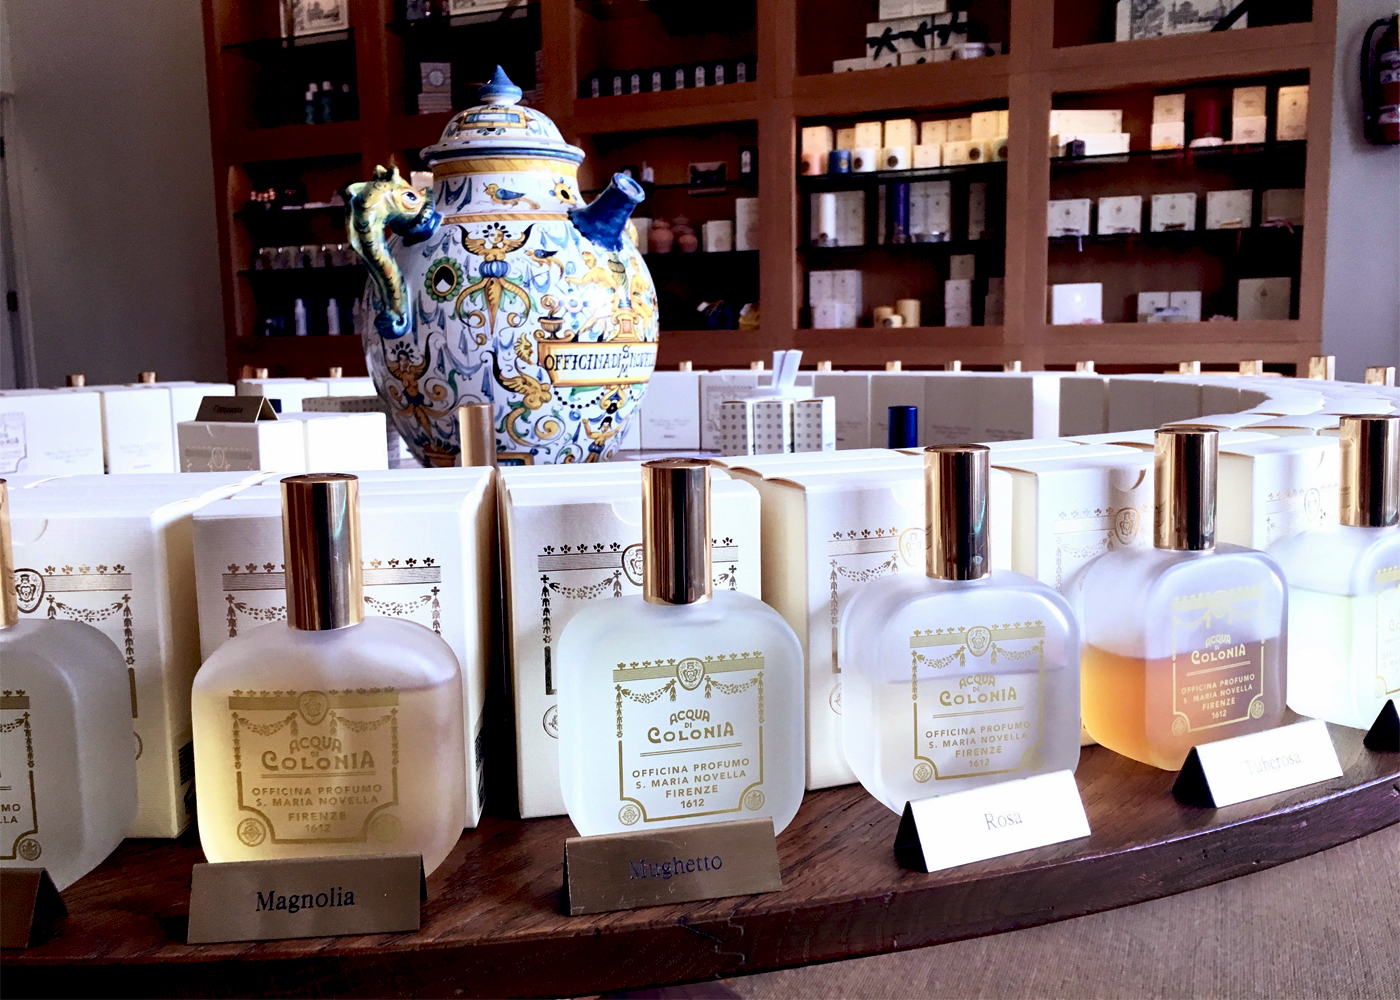 OFFICINA DI S M NOVEL
ACQUA
DI
COLONIA
OFFICINA PROFUMO
S. MARIA NOVELLA
FIRENZE
1612
Magnolia
ACQUA
DI
COLONIA
OFFICINA PROFUMO
S. MARIA NOVELLA
FIRENZE
1612
Mughetto
ACQUA
DI
COLONIA
OFFICINA PROFUMO
S. MARIA NOVELLA
FIRENZE
1612
Rosa
ACQUA
DI
COLONIA
OFFICINA PROFUMO
S. MARIA NOVELLA
FIRENZE
1612
Tuberosa